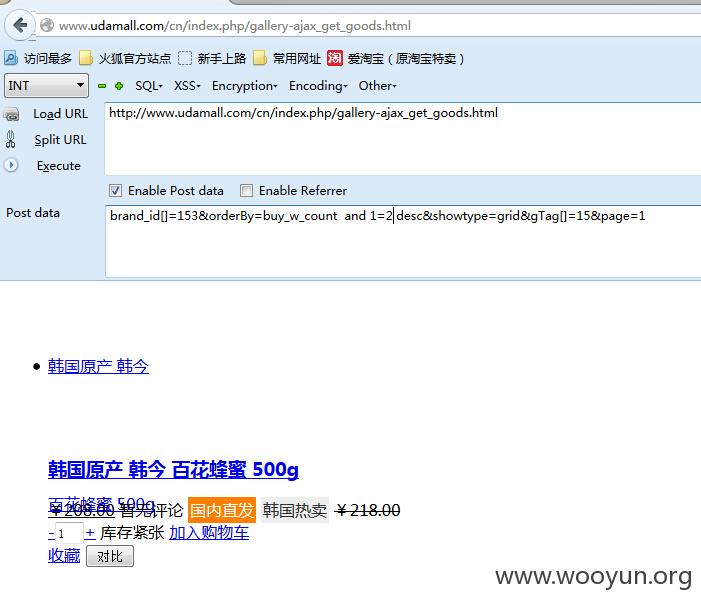 www.udamall.com/cn/index.php/gallery-ajax_get_goods.html
访问最多 火狐官方站点 新手上路 常用网址 淘 爱淘宝（原淘宝特卖）
INT SQL XSS Encryption Encoding Other
Load URL http://www.udamall.com/cn/index.php/gallery-ajax_get_goods.html
Split URL
Execute
Enable Post data Enable Referrer
Post data brand_id[]=153&orderBy=buy_w_count and 1=2 desc&showtype=grid&gTag[]=15&page=1
韩国原产 韩今
韩国原产 韩今 百花蜂蜜 500g
百花蜂蜜 500g
￥208.00 暂无评论 国内直发 韩国热卖 ￥218.00
- 1 + 库存紧张 加入购物车
收藏 对比
www.wooyun.org